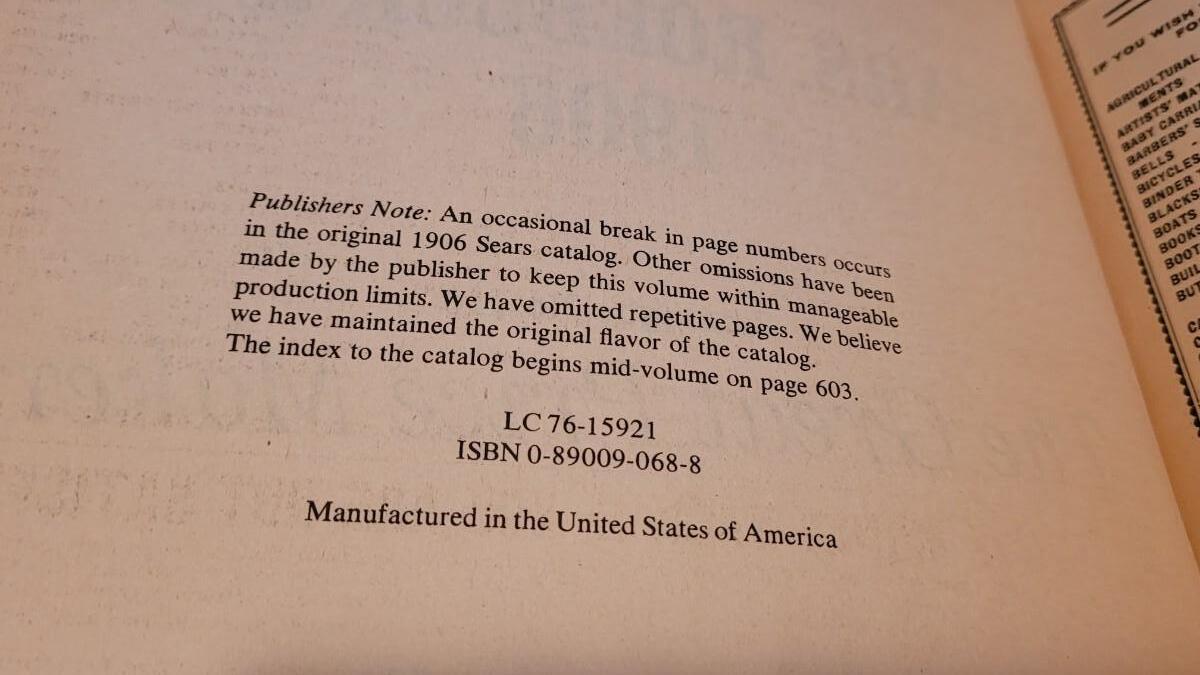 Publishers Note: An occasional break in page numbers occurs
in the original 1906 Sears catalog. Other omissions have been
made by the publisher to keep this volume within manageable
production limits. We have omitted repetitive pages. We believe
we have maintained the original flavor of the catalog.
The index to the catalog begins mid-volume on page 603.
LC 76-15921
ISBN 0-89009-068-8
Manufactured in the United States of America
IF YOU WISH
AGRICULTURAL
MENTS
ARTISTS'
BABY
BARBERS'
BELLS
BICYCLES
BINDER
BOATS
BOOKS